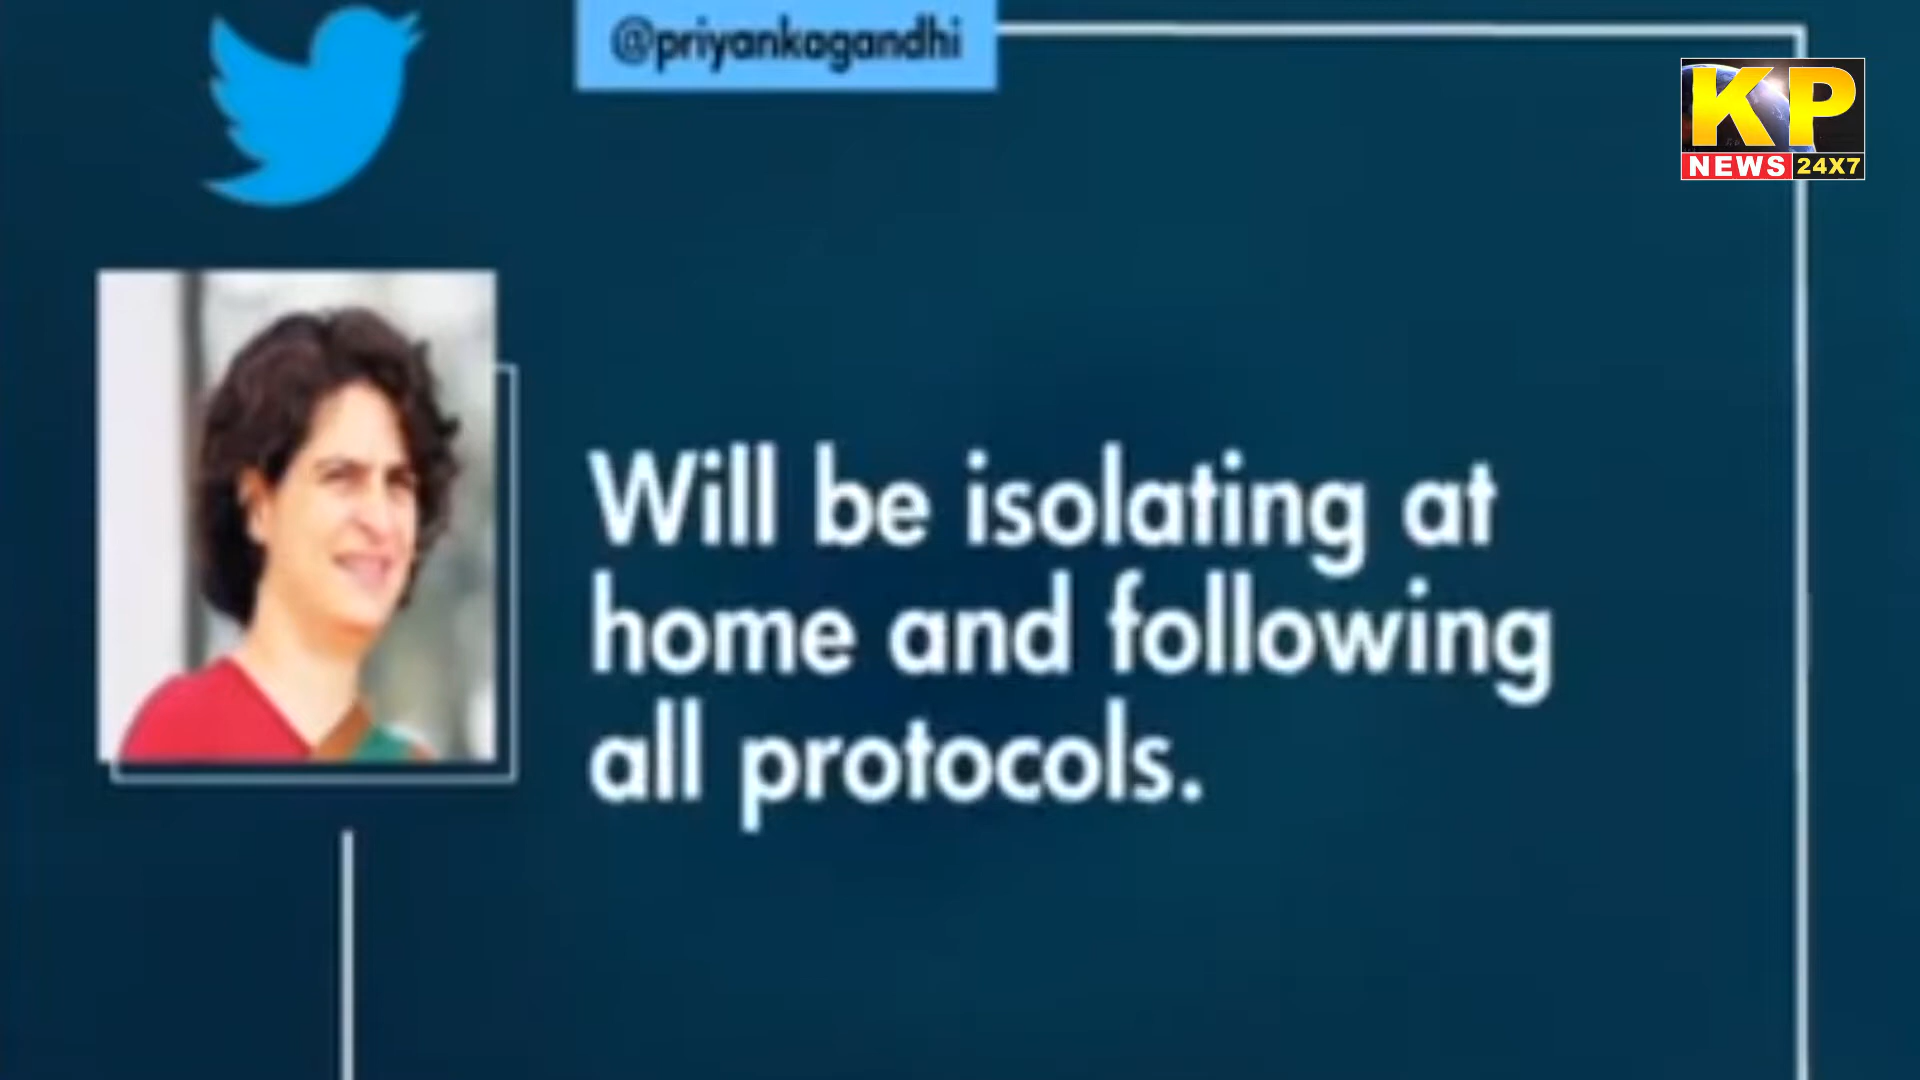 @priyankagandhi
KP
NEWS 24X7
Will be isolating at
home and following
all protocols.